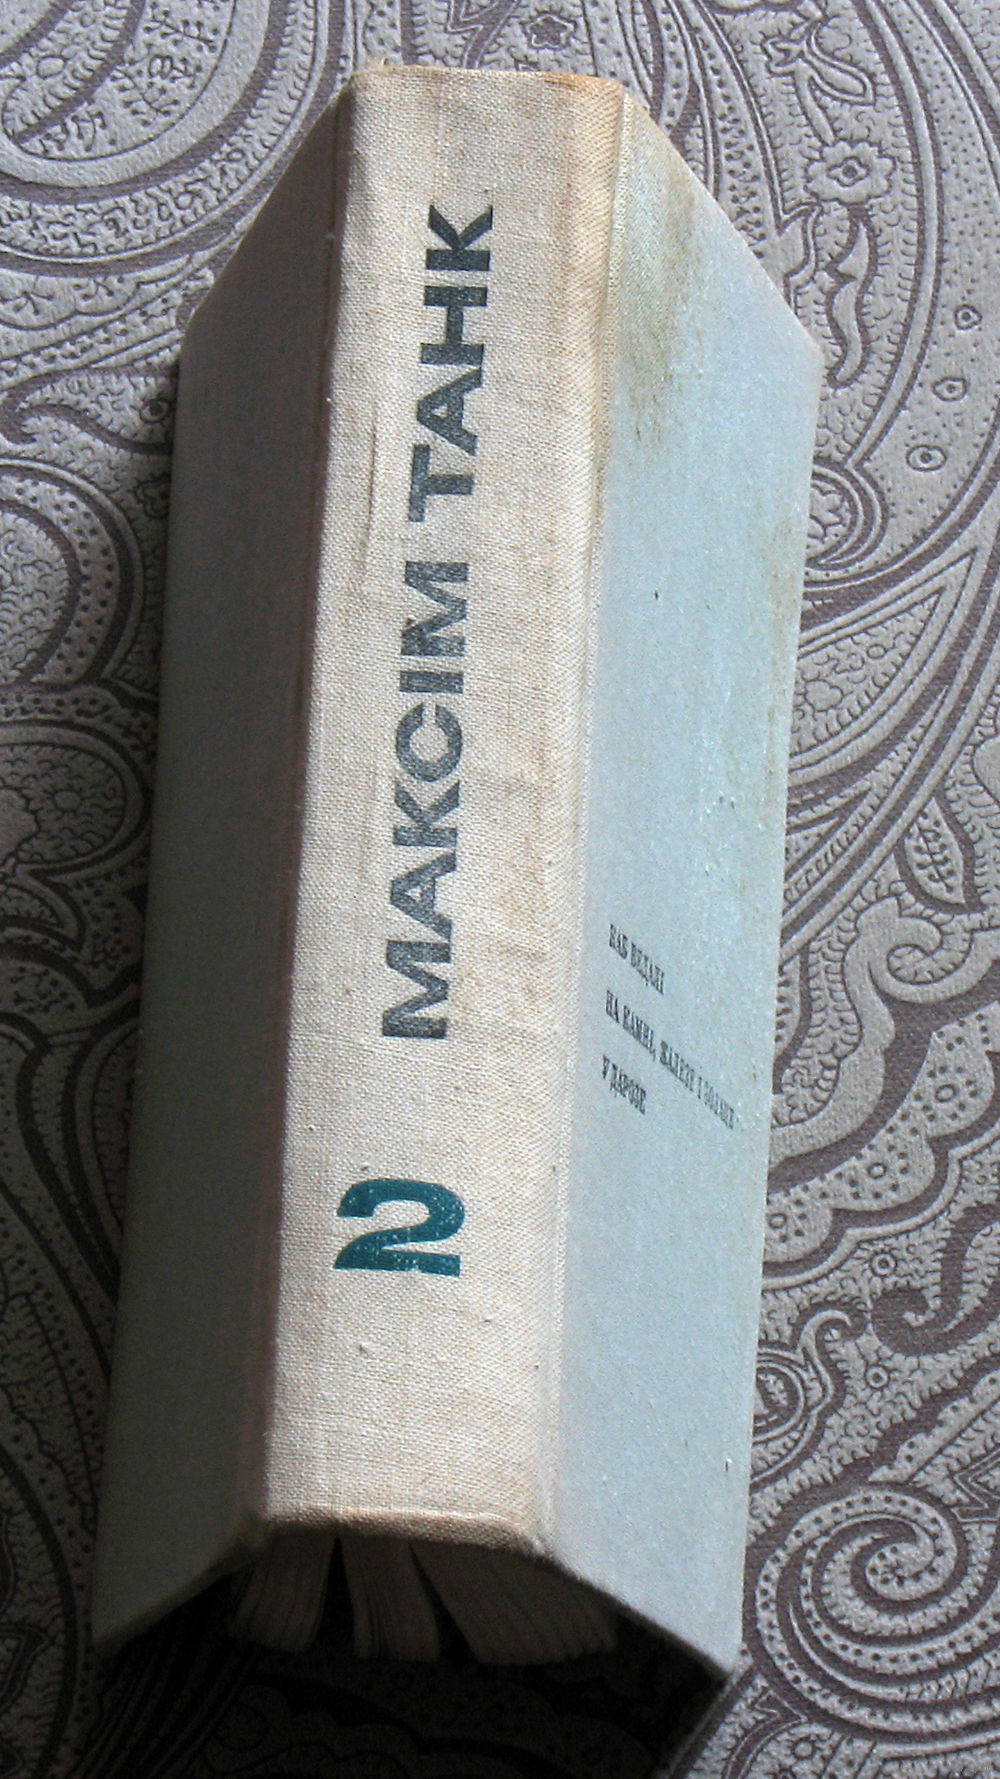 МАКСІМ ТАНК
2
КАБ ВЕДАЛІ
НА КАМНІ, ЖАЛЕЗЕ І ЗОЛАЦЕ
У ДАРОЗЕ